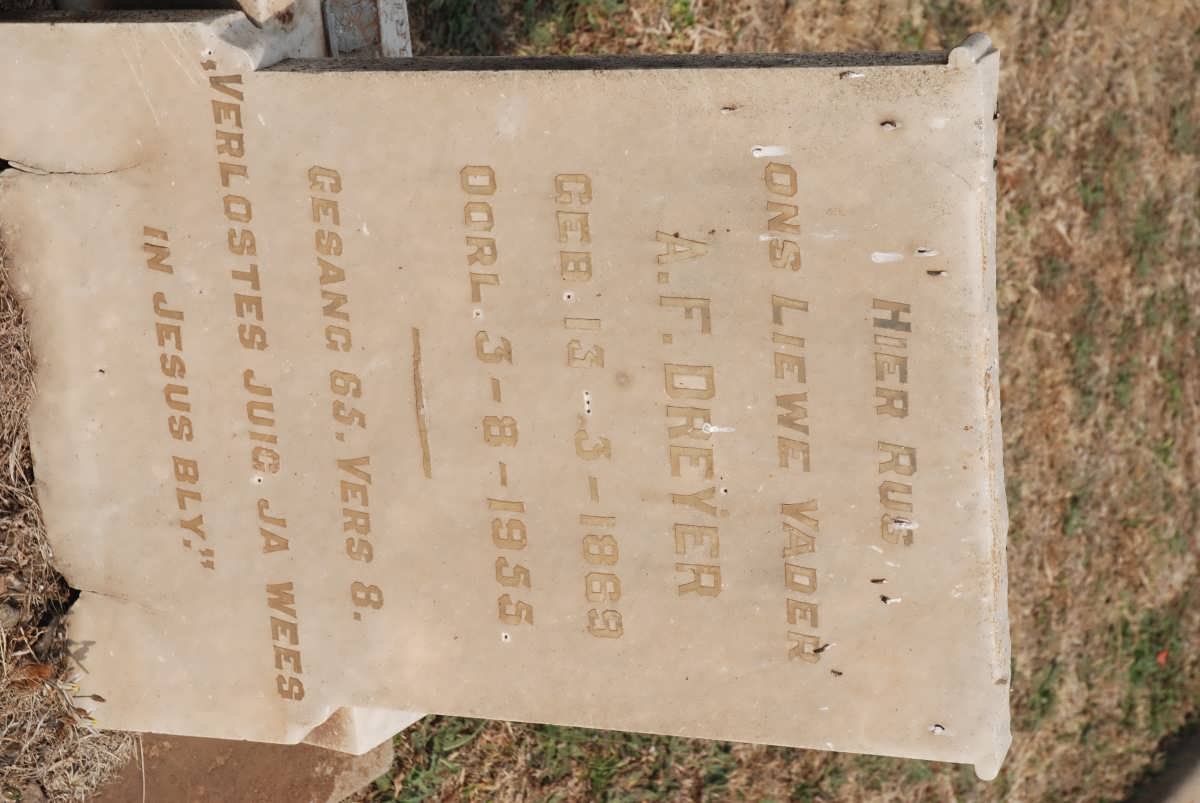 HIER RUS
ONS LIEWE VADER
A.F. DREŸER
GEB 13-3-1869
OORL 3-8-1955
GESANG 65. VERS 8.
"VERLOSTES JUIG JA WEES
IN JESUS BLY."